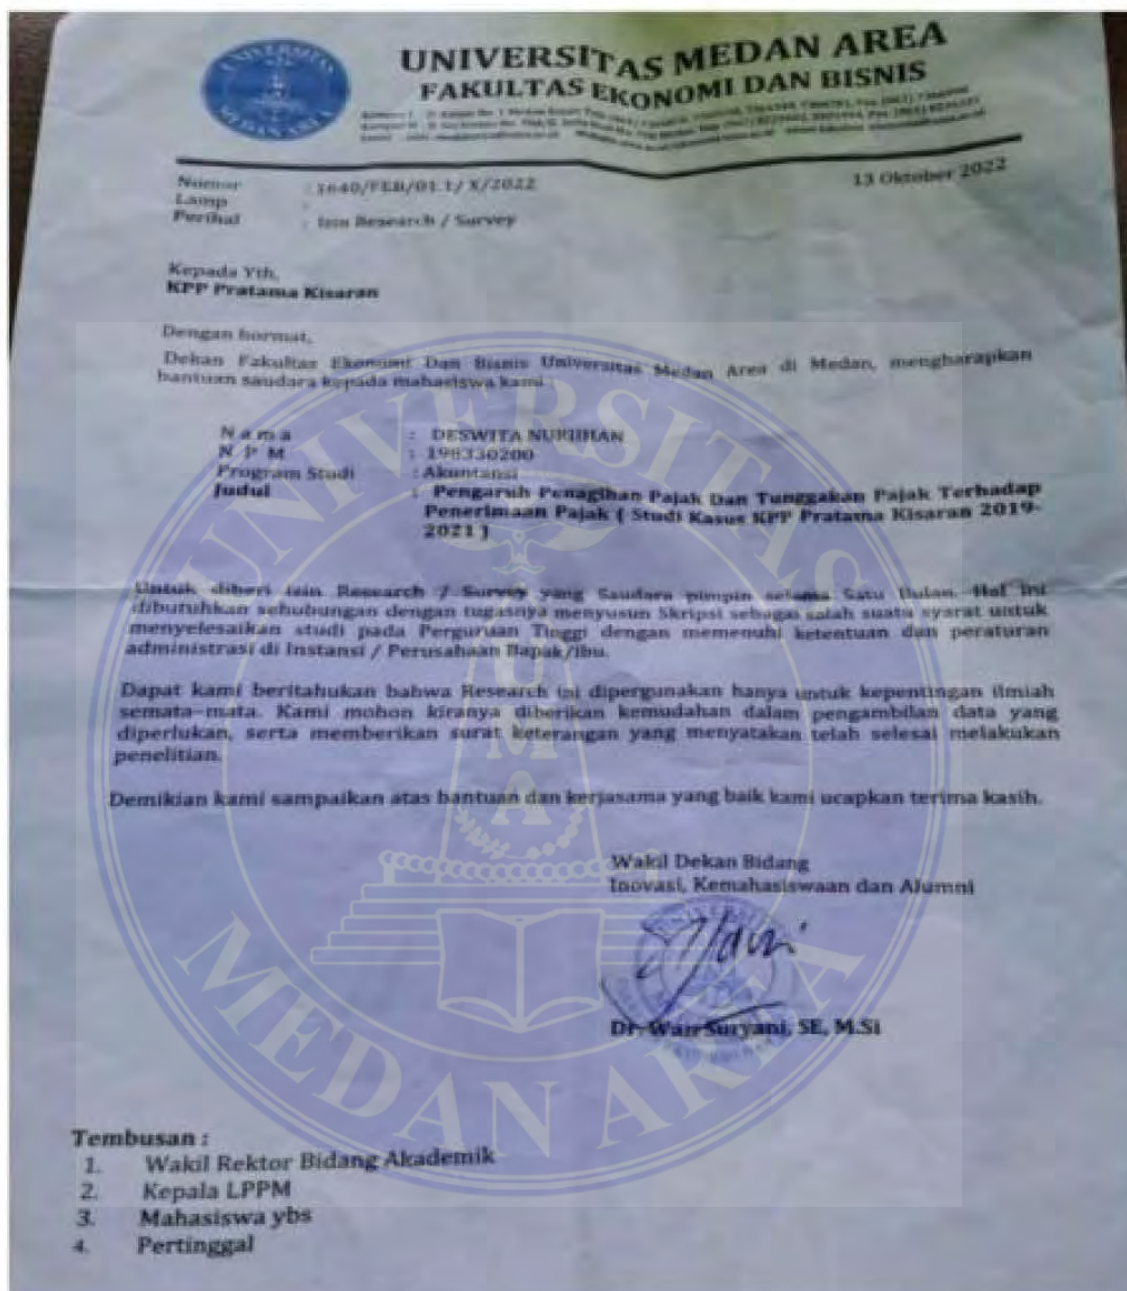 UNIVERSITAS MEDAN AREA
FAKULTAS EKONOMI DAN BISNIS
UNIVERSITAS
MEDAN AREA
Nomor : 1640/FEB/01.1/ X/2022
13 Oktober 2022
Lamp :
Perihal : Izin Research / Survey
Kepada Yth,
KPP Pratama Kisaran
Dengan hormat,
Dekan Fakultas Ekonomi Dan Bisnis Universitas Medan Area di Medan, mengharapkan
bantuan saudara kepada mahasiswa kami :
N a m a : DESWITA
N P M : 198330200
Program Studi : Akuntansi
Judul : Pengaruh Penagihan Pajak Dan Tunggakan Pajak Terhadap
Penerimaan Pajak ( Studi Kasus KPP Pratama Kisaran 2019-
2021 )
Untuk diberi izin Research / Survey yang Saudara pimpin selama Satu Bulan. Hal ini
dibutuhkan sehubungan dengan tugasnya menyusun Skripsi sebagai salah suatu syarat untuk
menyelesaikan studi pada Perguruan Tinggi dengan memenuhi ketentuan dan peraturan
administrasi di Instansi / Perusahaan Bapak/Ibu.
Dapat kami beritahukan bahwa Research ini dipergunakan hanya untuk kepentingan ilmiah
semata-mata. Kami mohon kiranya diberikan kemudahan dalam pengambilan data yang
diperlukan, serta memberikan surat keterangan yang menyatakan telah selesai melakukan
penelitian.
Demikian kami sampaikan atas bantuan dan kerjasama yang baik kami ucapkan terima kasih.
Wakil Dekan Bidang
Inovasi, Kemahasiswaan dan Alumni
Dr. Wan Suryani, SE, M.Si
Tembusan :
1. Wakil Rektor Bidang Akademik
2. Kepala LPPM
3. Mahasiswa ybs
4. Pertinggal
UNIVERSITAS
UMA
MEDAN AREA